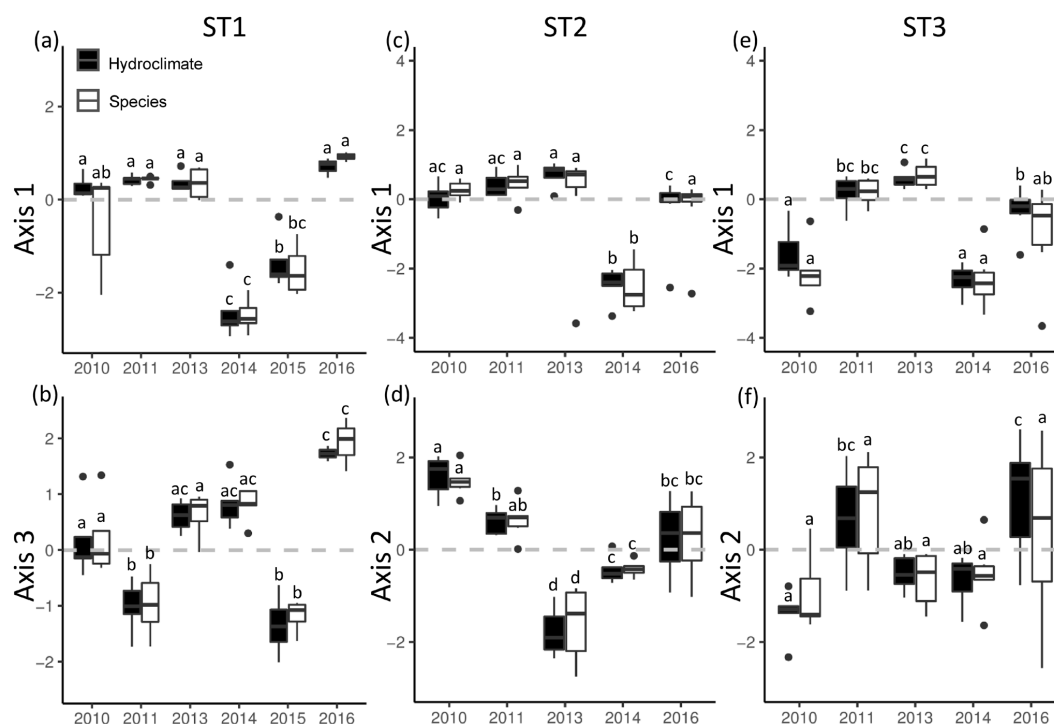 ST1 ST2 ST3
(a) (c) (e)
Hydroclimate
Species
Axis 1
2
0
−2
a ab a a a a c c b bc a a
2010 2011 2013 2014 2015 2016
Axis 1
4
2
0
−2
−4
ac a ac a a a b b c a
2010 2011 2013 2014 2016
Axis 1
4
2
0
−2
−4
a a bc bc c c a a b ab
2010 2011 2013 2014 2016
(b) (d) (f)
Axis 3
2
1
0
−1
−2
a a b b ac a ac ac b b c c
2010 2011 2013 2014 2015 2016
Axis 2
2
0
−2
a a b ab d d c c bc bc
2010 2011 2013 2014 2016
Axis 2
2
0
−2
a a bc a ab a ab a c a
2010 2011 2013 2014 2016